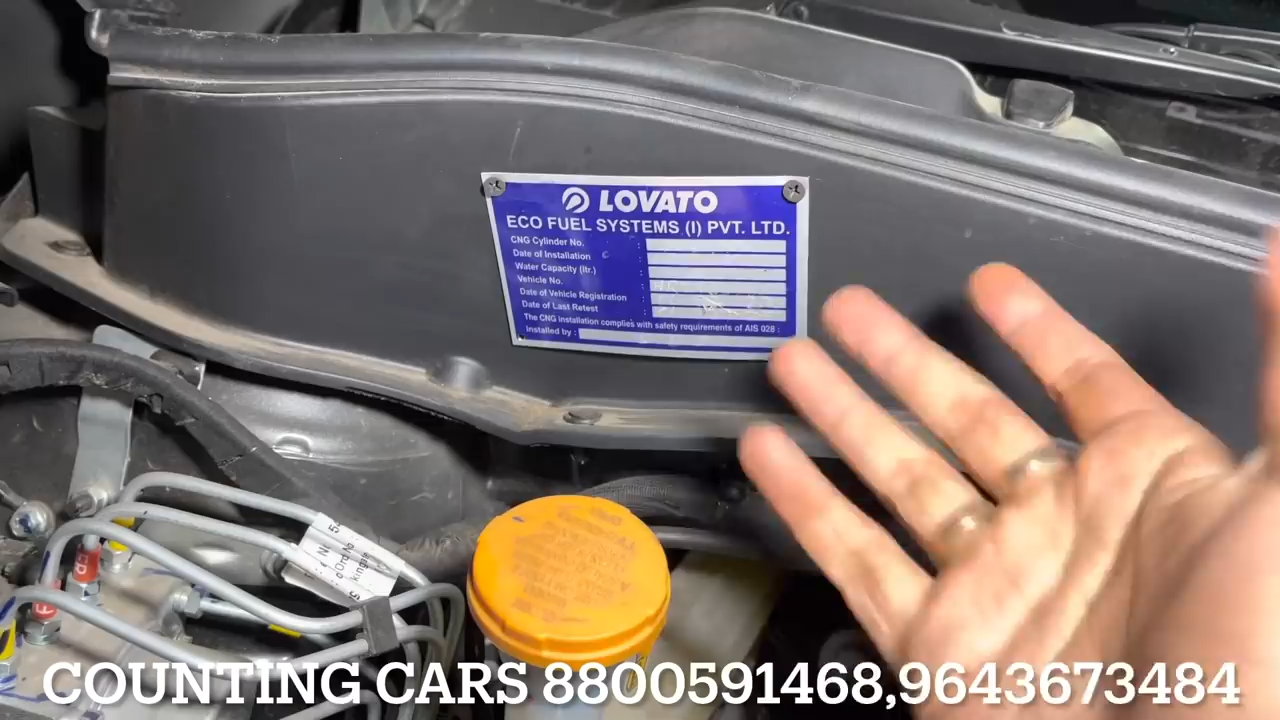 LOVATO
ECO FUEL SYSTEMS (I) PVT. LTD.
CNG Cylinder No. :
Date of Installation :
Water Capacity (ltr.) :
Vehicle No. :
Date of Vehicle Registration :
Date of Last Retest :
The CNG installation complies with safety requirements of AIS 028 :
Installed by :
COUNTING CARS 8800591468,9643673484